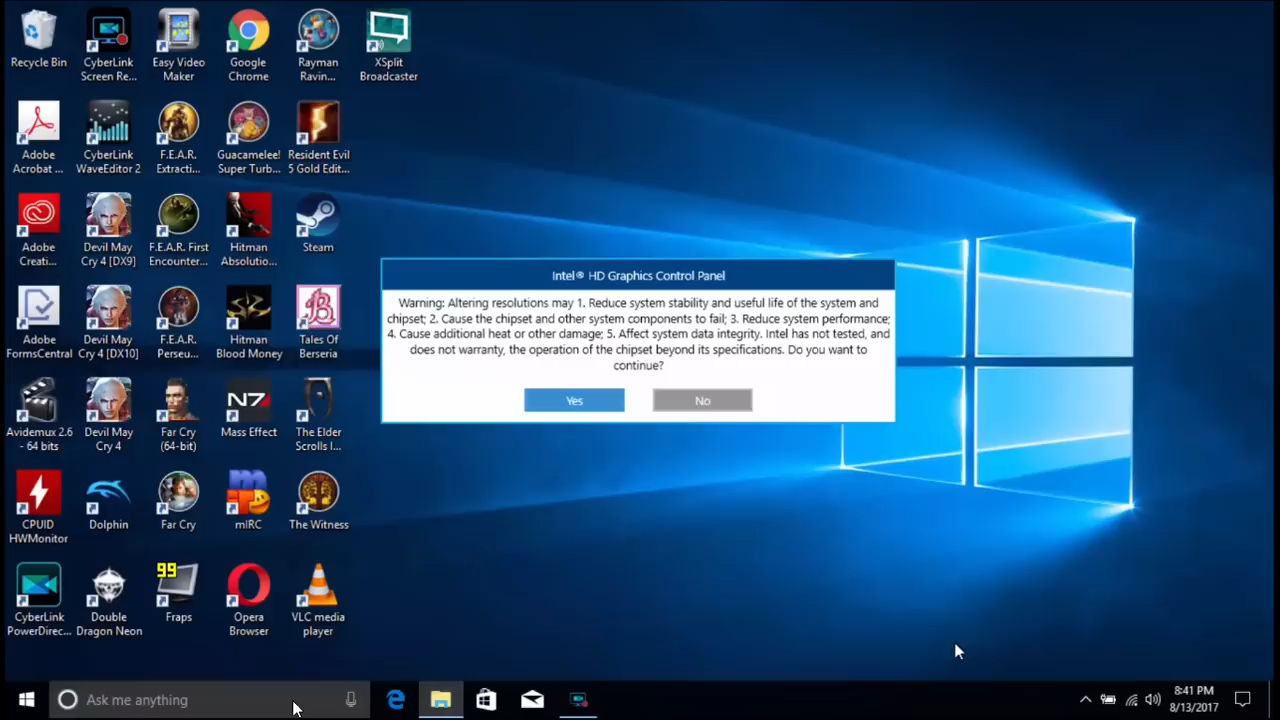 Recycle Bin
CyberLink
Screen Re...
Easy Video
Maker
Google
Chrome
Rayman
Ravin...
XSplit
Broadcaster
Adobe
Acrobat ...
CyberLink
WaveEditor 2
F.E.A.R.
Extracti...
Guacamelee!
Super Turb...
Resident Evil
5 Gold Edit...
Adobe
Creati...
Devil May
Cry 4 [DX9]
F.E.A.R. First
Encounter...
Hitman
Absolutio...
Steam
Intel® HD Graphics Control Panel
Warning: Altering resolutions may 1. Reduce system stability and useful life of the system and
chipset; 2. Cause the chipset and other system components to fail; 3. Reduce system performance;
4. Cause additional heat or other damage; 5. Affect system data integrity. Intel has not tested, and
does not warranty, the operation of the chipset beyond its specifications. Do you want to
continue?
Yes
No
Adobe
FormsCentral
Devil May
Cry 4 [DX10]
F.E.A.R.
Perseu...
Hitman
Blood Money
Tales Of
Berseria
Avidemux 2.6
- 64 bits
Devil May
Cry 4
Far Cry
(64-bit)
N7
Mass Effect
The Elder
Scrolls I...
CPUID
HWMonitor
Dolphin
Far Cry
mIRC
The Witness
CyberLink
PowerDirec...
Double
Dragon Neon
99
Fraps
Opera
Browser
VLC media
player
Ask me anything
8:41 PM
8/13/2017